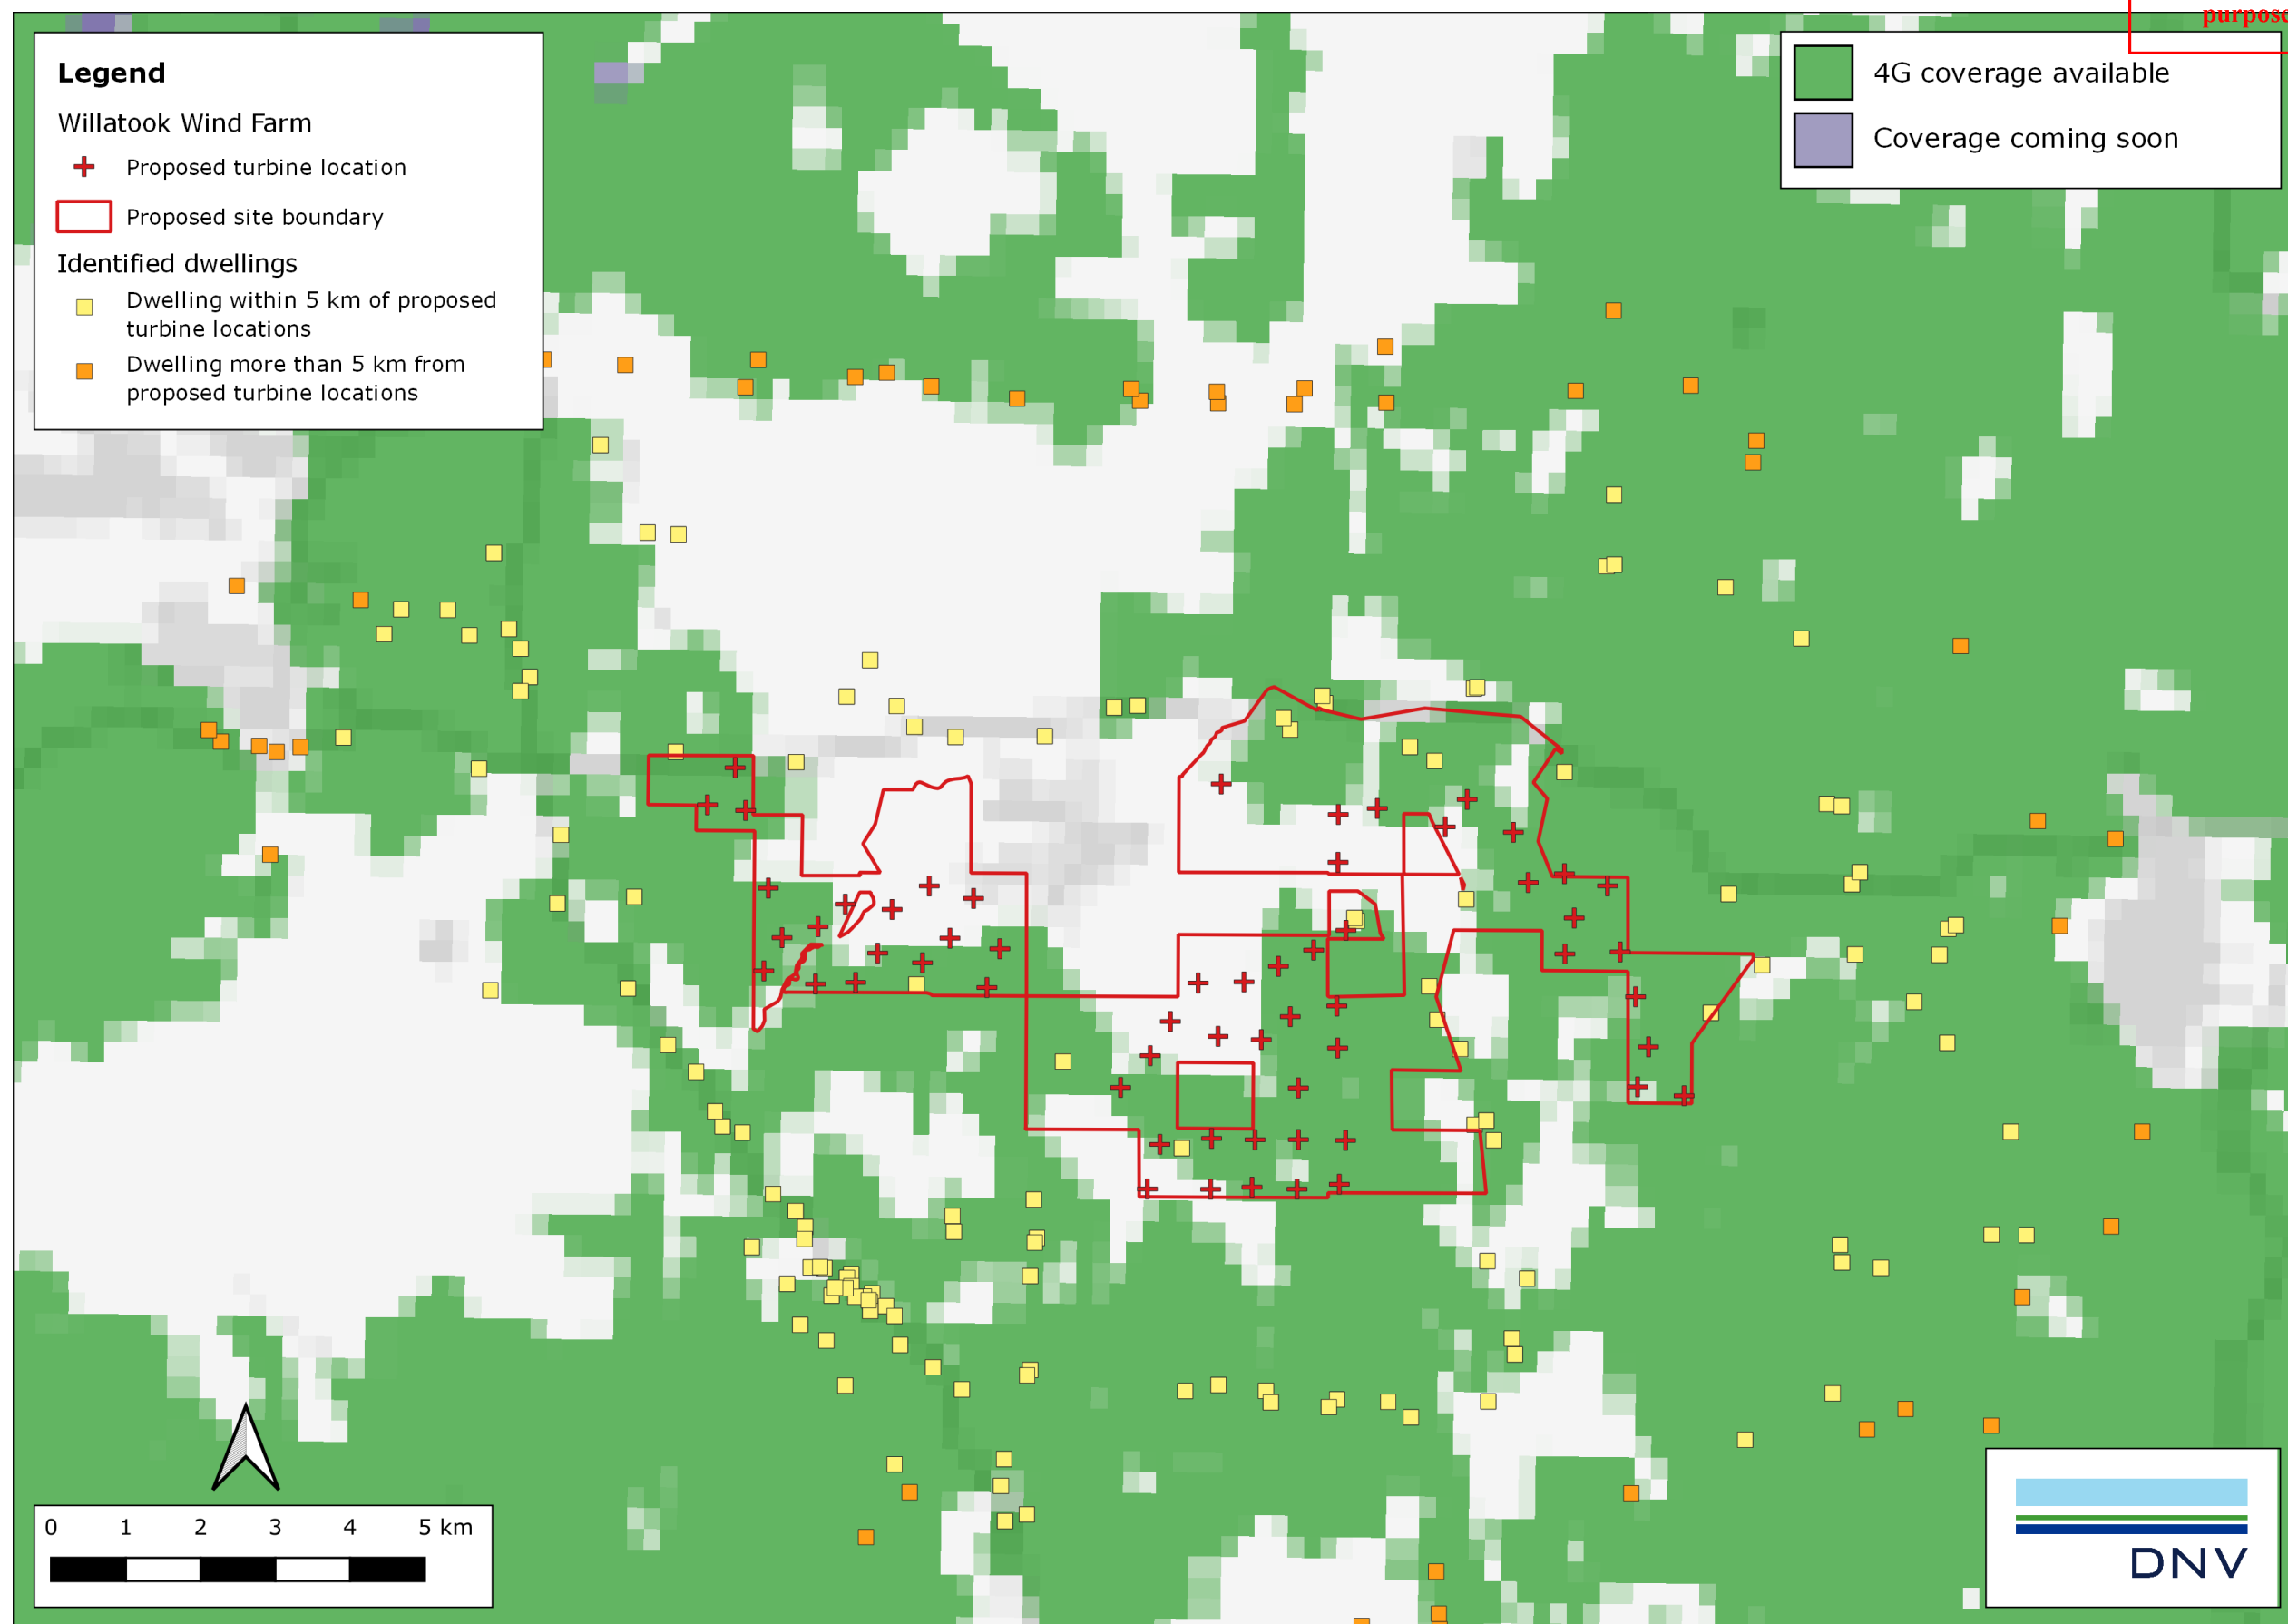 purpose
Legend
Willatook Wind Farm
Proposed turbine location
Proposed site boundary
Identified dwellings
Dwelling within 5 km of proposed
turbine locations
Dwelling more than 5 km from
proposed turbine locations
4G coverage available
Coverage coming soon
0 1 2 3 4 5 km
DNV